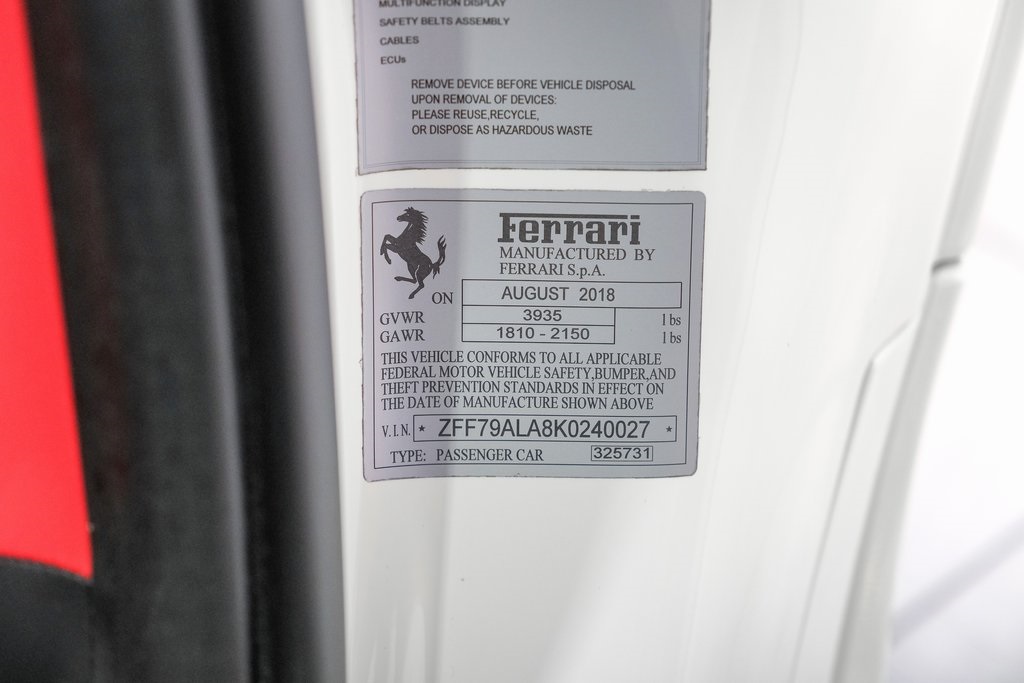 MULTIFUNCTION DISPLAY
SAFETY BELTS ASSEMBLY
CABLES
ECUs
REMOVE DEVICE BEFORE VEHICLE DISPOSAL
UPON REMOVAL OF DEVICES:
PLEASE REUSE,RECYCLE,
OR DISPOSE AS HAZARDOUS WASTE
Ferrari
MANUFACTURED BY
FERRARI S.p.A.
ON AUGUST 2018
GVWR 3935 lbs
GAWR 1810 - 2150 lbs
THIS VEHICLE CONFORMS TO ALL APPLICABLE
FEDERAL MOTOR VEHICLE SAFETY,BUMPER,AND
THEFT PREVENTION STANDARDS IN EFFECT ON
THE DATE OF MANUFACTURE SHOWN ABOVE
V.I.N. * ZFF79ALA8K0240027 *
TYPE: PASSENGER CAR 325731